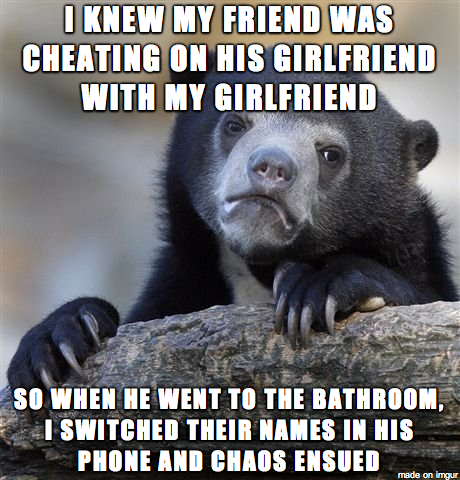 I KNEW MY FRIEND WAS
CHEATING ON HIS GIRLFRIEND
WITH MY GIRLFRIEND
SO WHEN HE WENT TO THE BATHROOM,
I SWITCHED THEIR NAMES IN HIS
PHONE AND CHAOS ENSUED
made on imgur